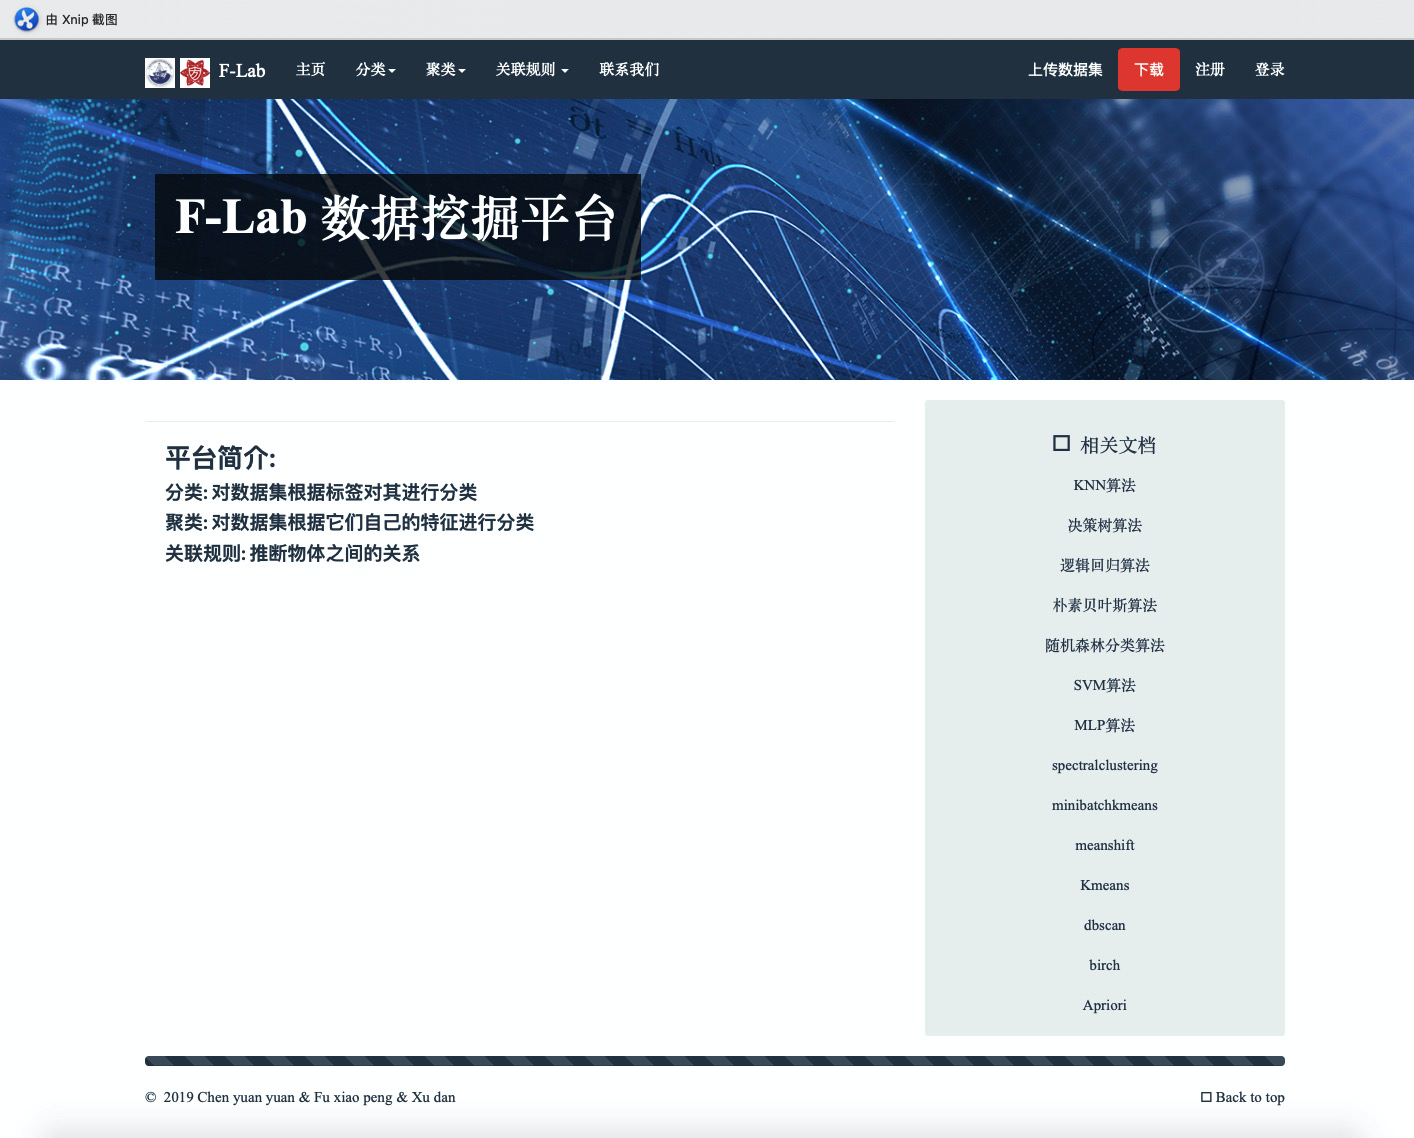 由 Xnip 截图
F-Lab 主页 分类 聚类 关联规则 联系我们 上传数据集 下载 注册 登录
F-Lab 数据挖掘平台
平台简介:
分类: 对数据集根据标签对其进行分类
聚类: 对数据集根据它们自己的特征进行分类
关联规则: 推断物体之间的关系
相关文档
KNN算法
决策树算法
逻辑回归算法
朴素贝叶斯算法
随机森林分类算法
SVM算法
MLP算法
spectralclustering
minibatchkmeans
meanshift
Kmeans
dbscan
birch
Apriori
© 2019 Chen yuan yuan & Fu xiao peng & Xu dan
Back to top